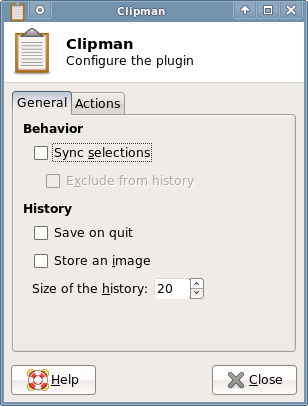 Clipman
Clipman
Configure the plugin
General Actions
Behavior
Sync selections
Exclude from history
History
Save on quit
Store an image
Size of the history: 20
Help Close